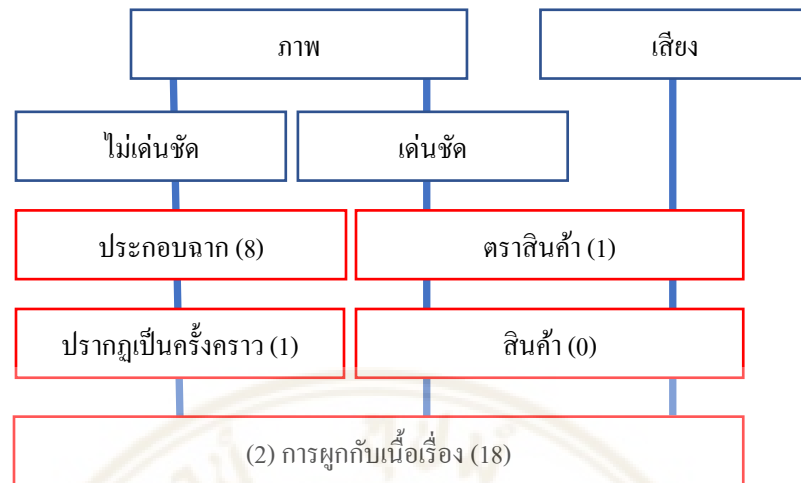 ภาพ
เสียง
ไม่เด่นชัด
เด่นชัด
ประกอบฉาก (8)
ตราสินค้า (1)
ปรากฏเป็นครั้งคราว (1)
สินค้า (0)
(2) การผูกกับเนื้อเรื่อง (18)